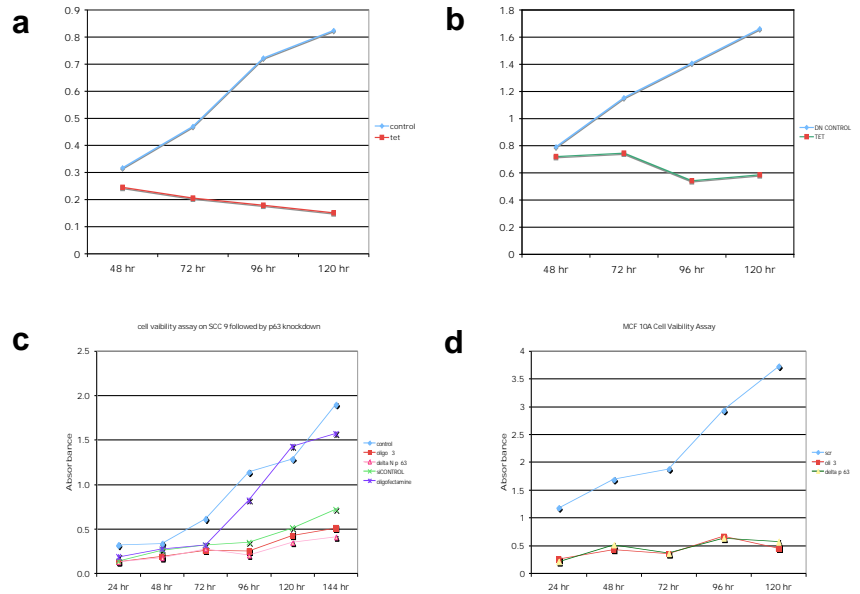 a
0.9
0.8
0.7
0.6
0.5
0.4
0.3
0.2
0.1
0
48 hr 72 hr 96 hr 120 hr
control
tet
b
1.8
1.6
1.4
1.2
1
0.8
0.6
0.4
0.2
0
48 hr 72 hr 96 hr 120 hr
DN CONTROL
TET
c
cell vaibility assay on SCC 9 followed by p63 knockdown
Absorbance
2.5
2.0
1.5
1.0
0.5
0.0
24 hr 48 hr 72 hr 96 hr 120 hr 144 hr
control
oligo 3
delta N p 63
siCONTROL
oligofectamine
d
MCF 10A Cell Vaibility Assay
Absorbance
4
3.5
3
2.5
2
1.5
1
0.5
0
24 hr 48 hr 72 hr 96 hr 120 hr
scr
oli 3
delta p 63